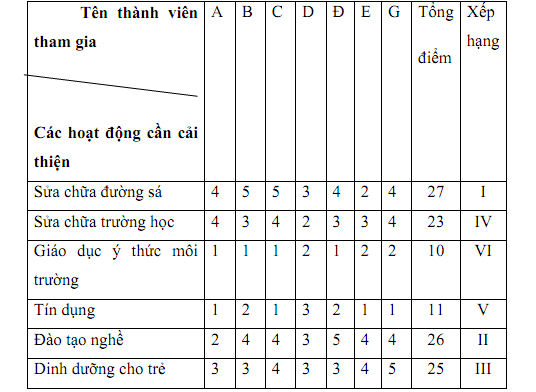 Tên thành viên tham gia A B C D Đ E G Tổng điểm Xếp hạng
Các hoạt động cần cải thiện
Sửa chữa đường sá 4 5 5 3 4 2 4 27 I
Sửa chữa trường học 4 3 4 2 3 3 4 23 IV
Giáo dục ý thức môi trường 1 1 1 2 1 2 2 10 VI
Tín dụng 1 2 1 3 2 1 1 11 V
Đào tạo nghề 2 4 4 3 5 4 4 26 II
Dinh dưỡng cho trẻ 3 3 4 3 3 4 5 25 III